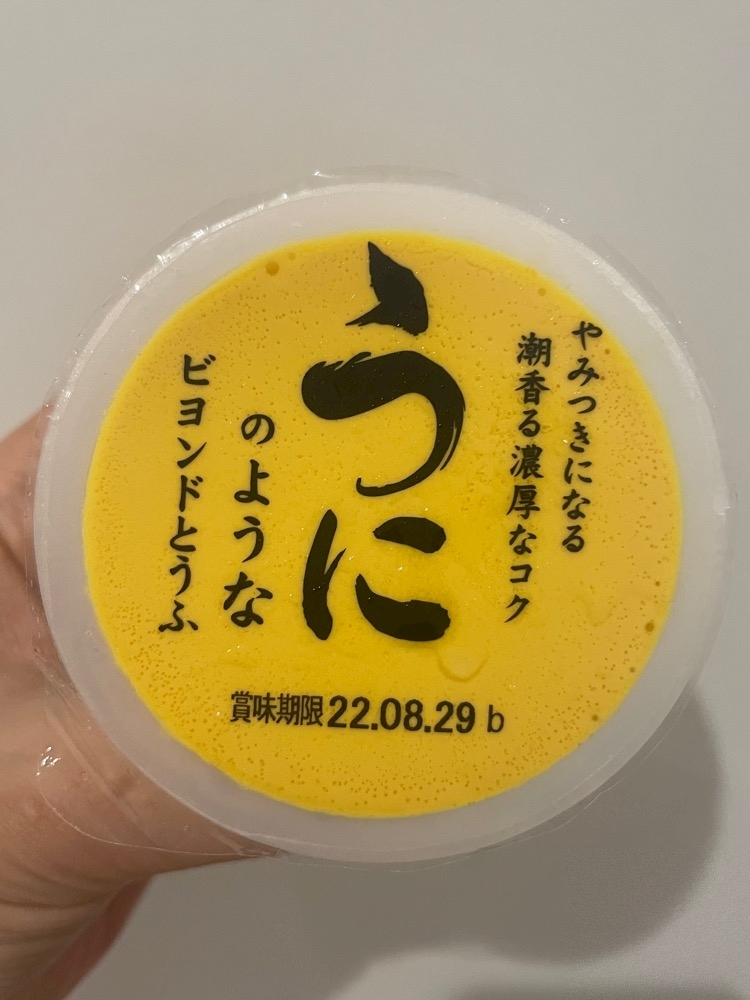 やみつきになる
潮香る濃厚なコク
うに
のような
ビヨンドとうふ
賞味期限22.08.29 b